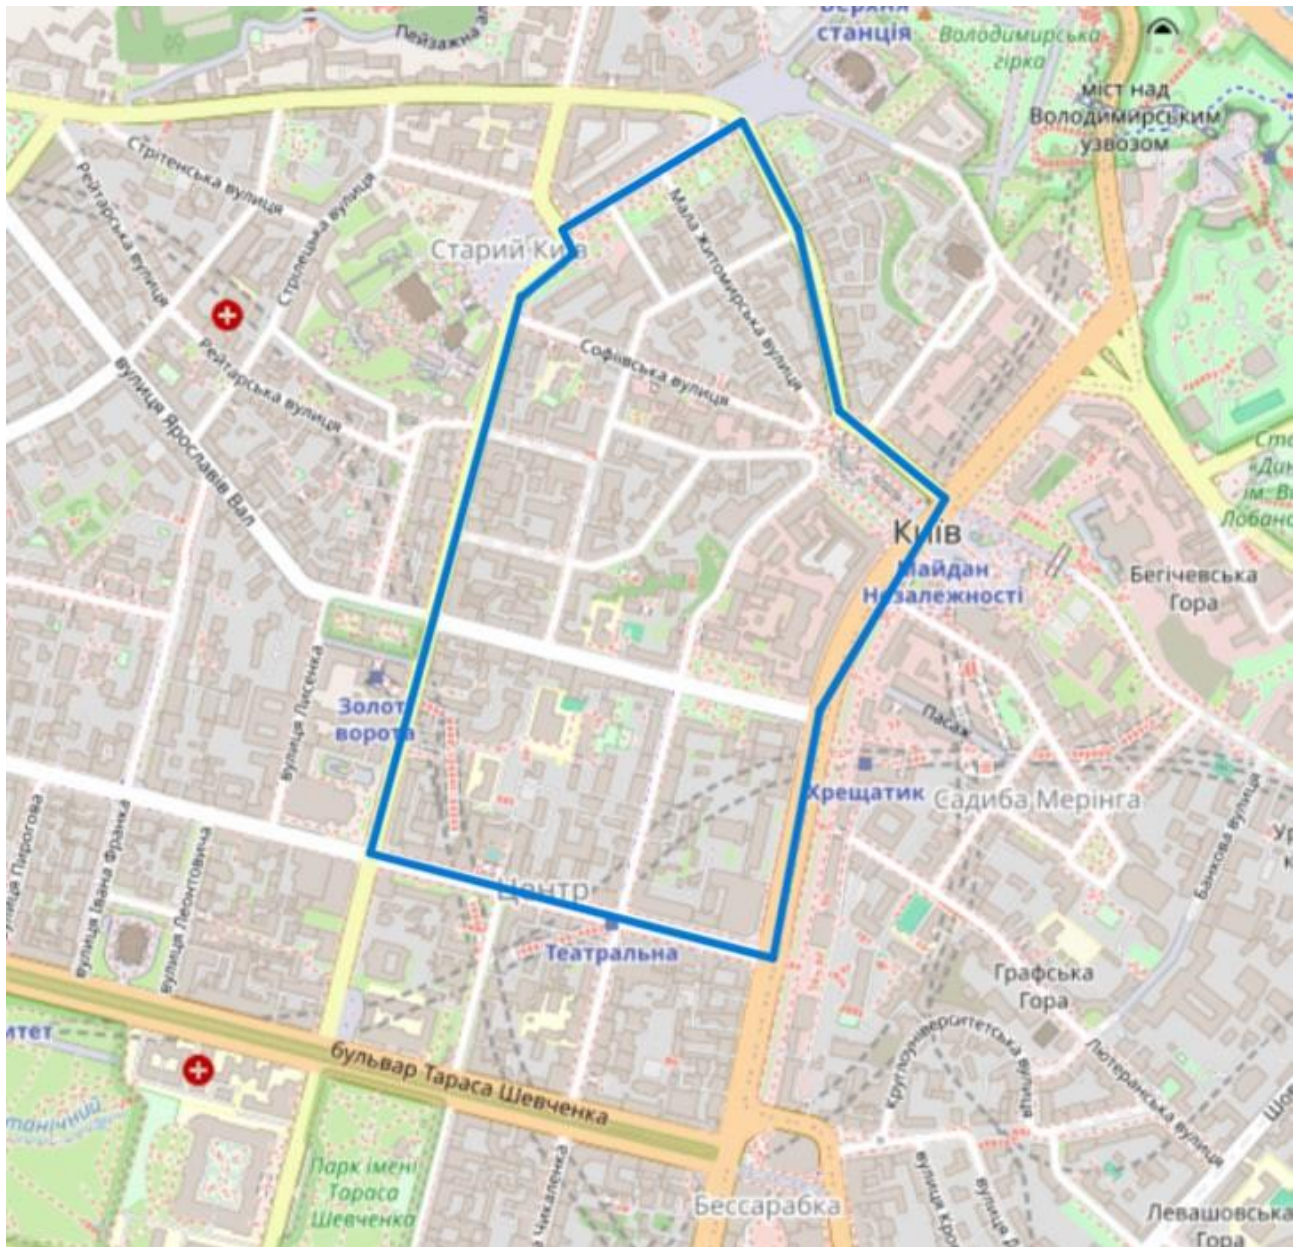 Верхня
станція
Володимирська
гірка
Пейзажна
міст над
Володимирським
узвозом
Стрітенська вулиця
Рейтарська вулиця
Стрілецька вулиця
Старий Київ
Мала Житомирська вулиця
Софіївська вулиця
Рейтарська вулиця
вулиця Ярославів Вал
Київ
Майдан
Незалежності
Бегічевська
Гора
вулиця Лисенка
Золоті
ворота
Пасаж
Хрещатик
Садиба Мерінга
Банкова вулиця
вулиця Пирогова
вулиця Івана Франка
вулиця Леонтовича
Центр
Театральна
Графська
Гора
Круглоуніверситетська вулиця
Лютеранська вулиця
бульвар Тараса Шевченка
Парк імені
Тараса
Шевченка
Бессарабка
Левашовська
Гора